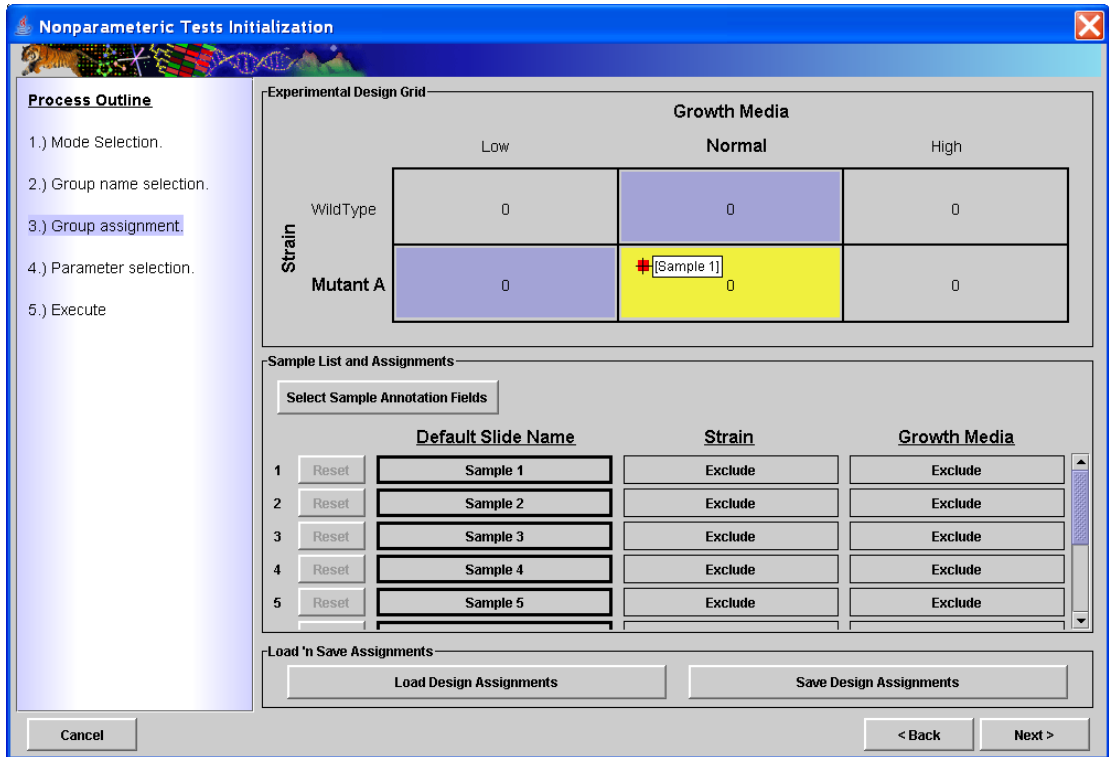 Nonparameteric Tests Initialization
Process Outline
1.) Mode Selection.
2.) Group name selection.
3.) Group assignment.
4.) Parameter selection.
5.) Execute
Experimental Design Grid
Growth Media
Low Normal High
Strain
WildType 0 0 0
Mutant A 0 0 0
[Sample 1]
Sample List and Assignments
Select Sample Annotation Fields
Default Slide Name Strain Growth Media
1 Reset Sample 1 Exclude Exclude
2 Reset Sample 2 Exclude Exclude
3 Reset Sample 3 Exclude Exclude
4 Reset Sample 4 Exclude Exclude
5 Reset Sample 5 Exclude Exclude
Load 'n Save Assignments
Load Design Assignments Save Design Assignments
Cancel < Back Next >